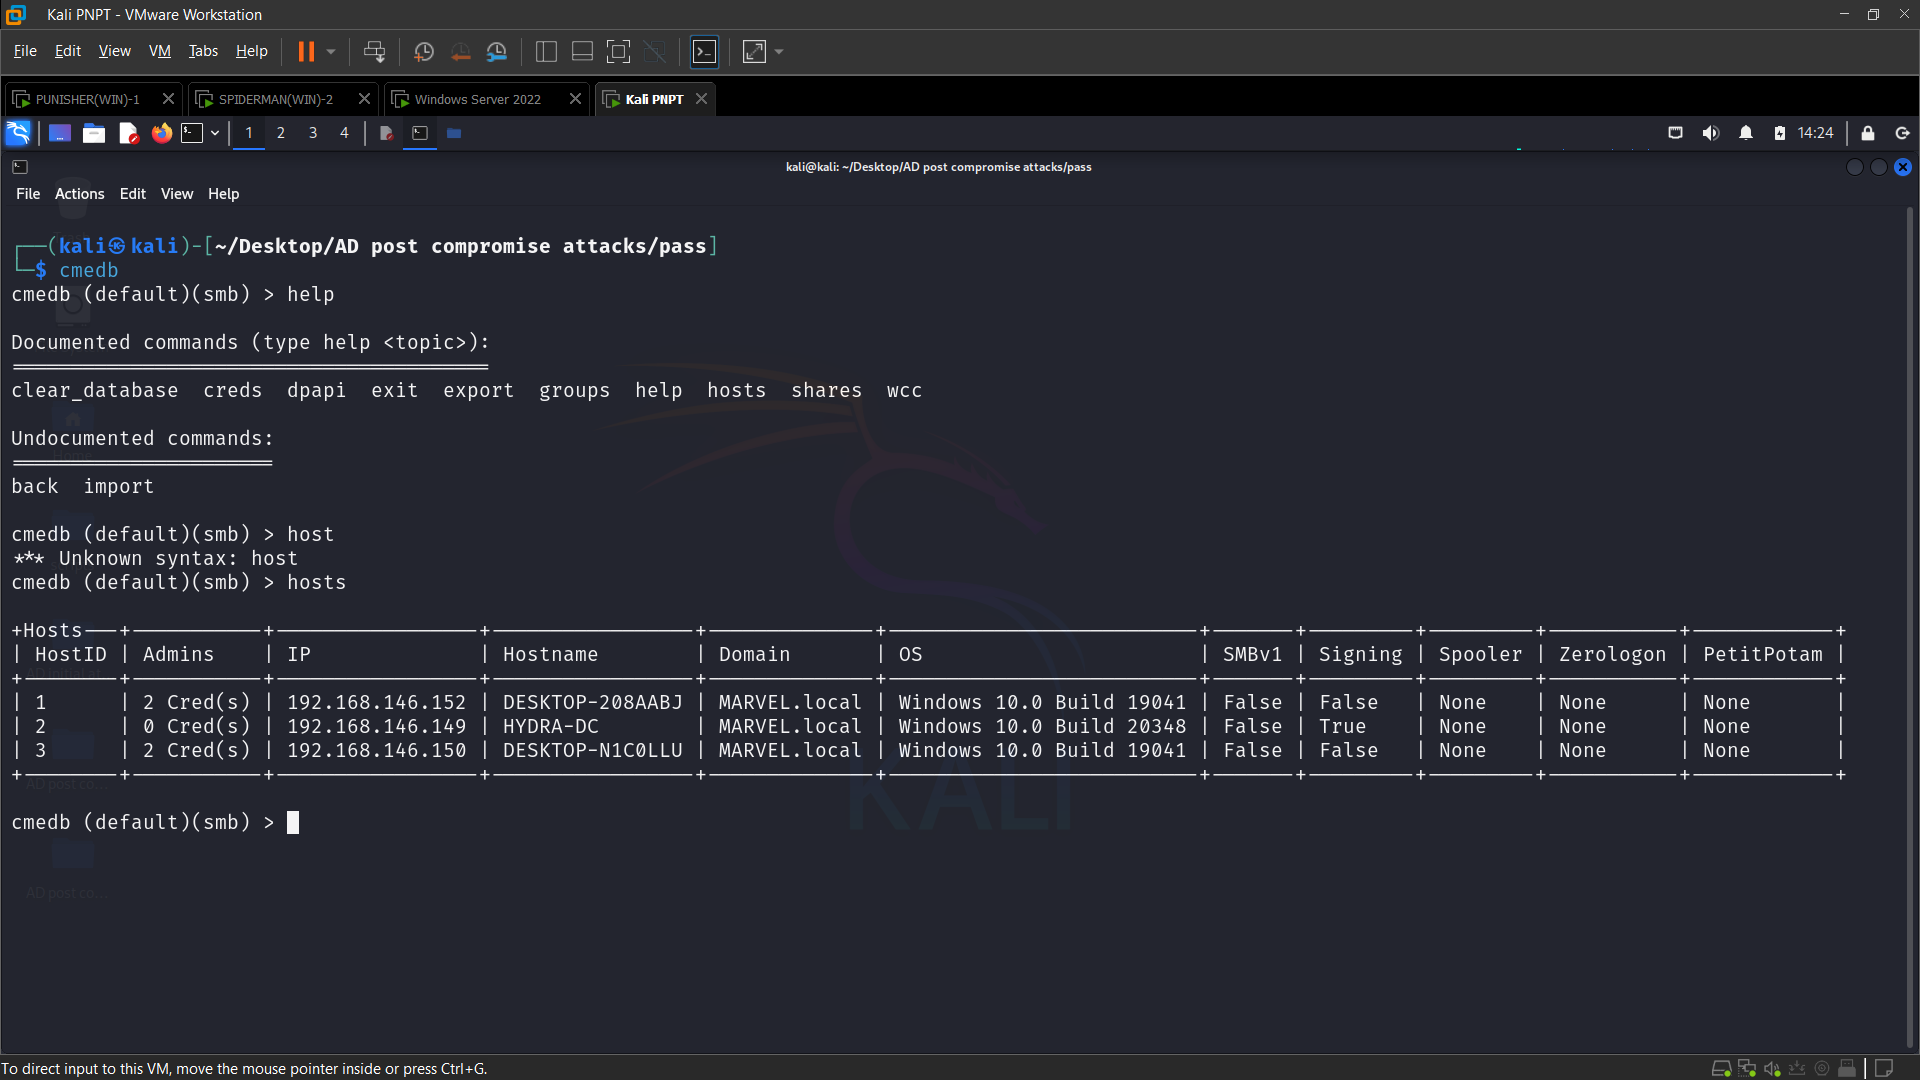 Kali PNPT - VMware Workstation
File Edit View VM Tabs Help
PUNISHER(WIN)-1 SPIDERMAN(WIN)-2 Windows Server 2022 Kali PNPT
1 2 3 4 14:24
kali@kali: ~/Desktop/AD post compromise attacks/pass
File Actions Edit View Help
┌──(kali㉿kali)-[~/Desktop/AD post compromise attacks/pass]
└─$ cmedb
cmedb (default)(smb) > help
Documented commands (type help <topic>):
========================================
clear_database creds dpapi exit export groups help hosts shares wcc
Undocumented commands:
======================
back import
cmedb (default)(smb) > host
*** Unknown syntax: host
cmedb (default)(smb) > hosts
+Hosts---+-----------+-----------------+-----------------+--------------+--------------------------+-------+---------+---------+-----------+------------+
| HostID | Admins | IP | Hostname | Domain | OS | SMBv1 | Signing | Spooler | Zerologon | PetitPotam |
+--------+-----------+-----------------+-----------------+--------------+--------------------------+-------+---------+---------+-----------+------------+
| 1 | 2 Cred(s) | 192.168.146.152 | DESKTOP-208AABJ | MARVEL.local | Windows 10.0 Build 19041 | False | False | None | None | None |
| 2 | 0 Cred(s) | 192.168.146.149 | HYDRA-DC | MARVEL.local | Windows 10.0 Build 20348 | False | True | None | None | None |
| 3 | 2 Cred(s) | 192.168.146.150 | DESKTOP-N1C0LLU | MARVEL.local | Windows 10.0 Build 19041 | False | False | None | None | None |
+--------+-----------+-----------------+-----------------+--------------+--------------------------+-------+---------+---------+-----------+------------+
AD post co...
KALI
cmedb (default)(smb) >
AD post co...
To direct input to this VM, move the mouse pointer inside or press Ctrl+G.